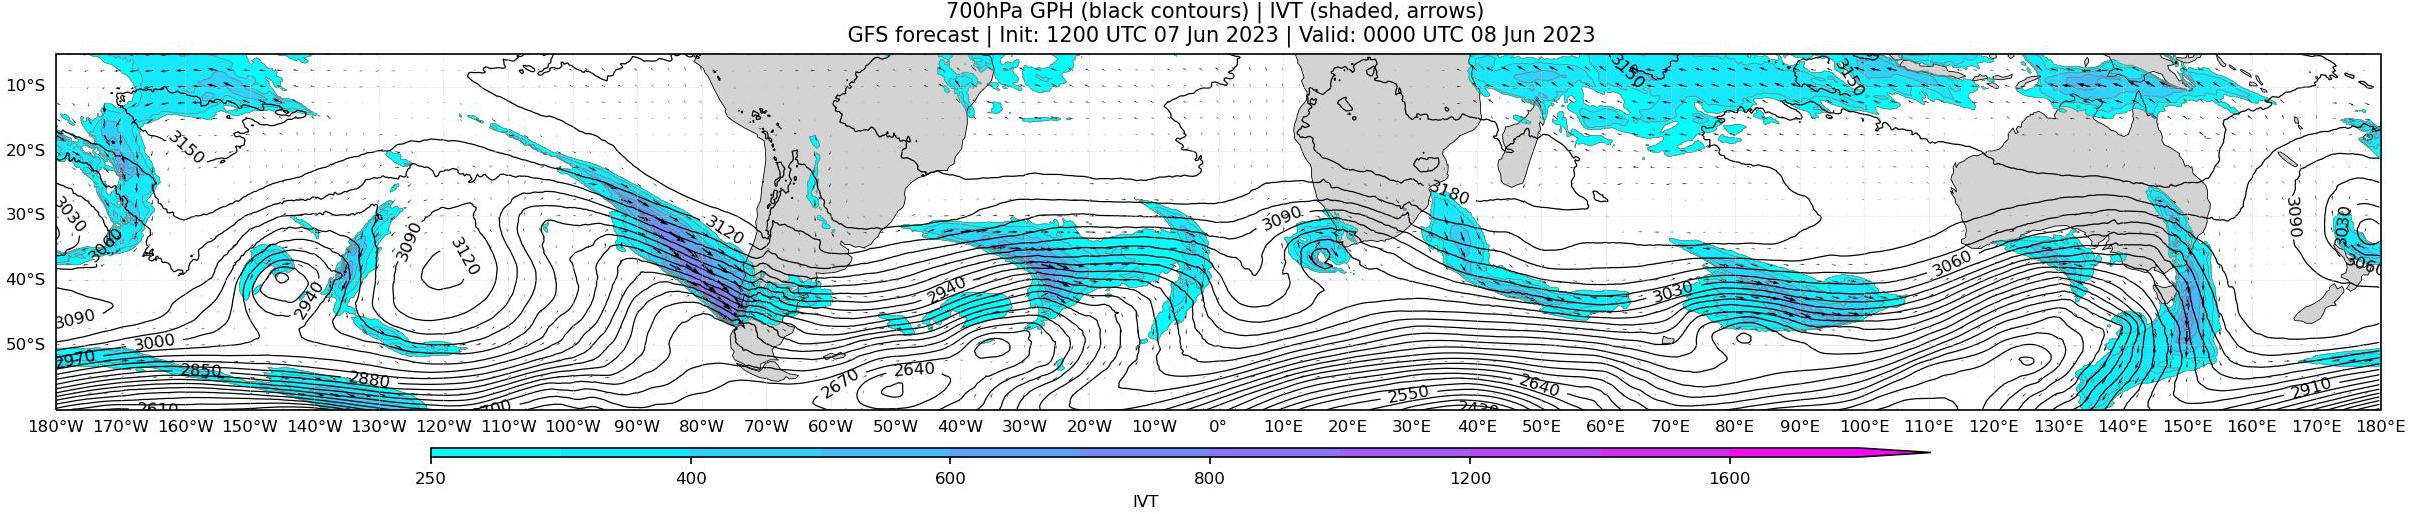 700hPa GPH (black contours) | IVT (shaded, arrows)
GFS forecast | Init: 1200 UTC 07 Jun 2023 | Valid: 0000 UTC 08 Jun 2023
10°S
20°S
30°S
40°S
50°S
3150
3150
3150
3180
3030
3060
3090
3120
3120
3090
3090
3030
3060
2940
2940
3030
3060
3090
3000
2970
2850
2880
2670
2640
2550
2640
2910
180°W 170°W 160°W 150°W 140°W 130°W 120°W 110°W 100°W 90°W 80°W 70°W 60°W 50°W 40°W 30°W 20°W 10°W 0° 10°E 20°E 30°E 40°E 50°E 60°E 70°E 80°E 90°E 100°E 110°E 120°E 130°E 140°E 150°E 160°E 170°E 180°E
250 400 600 800 1200 1600
IVT